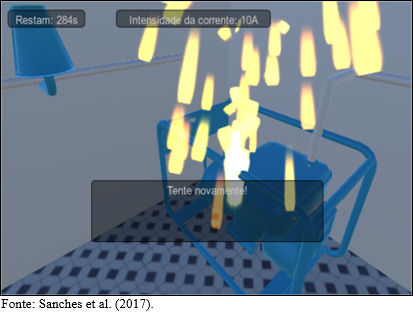 Restam: 284s
Intensidade da corrente: 10A
Tente novamente!
Fonte: Sanches et al. (2017).